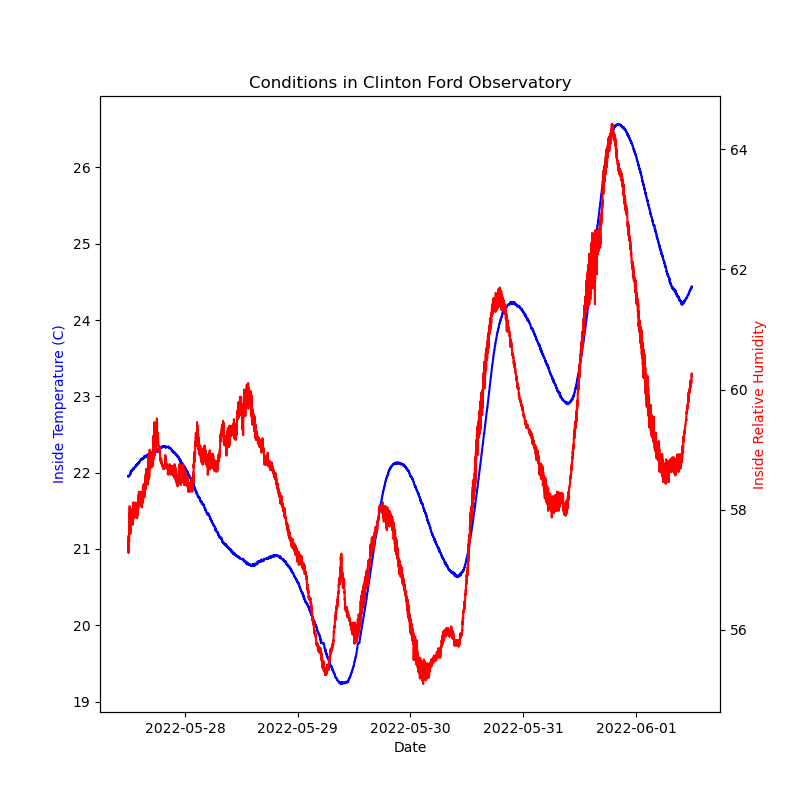 Conditions in Clinton Ford Observatory
Inside Temperature (C)
26
25
24
23
22
21
20
19
64
62
60
58
56
Inside Relative Humidity
2022-05-28 2022-05-29 2022-05-30 2022-05-31 2022-06-01
Date